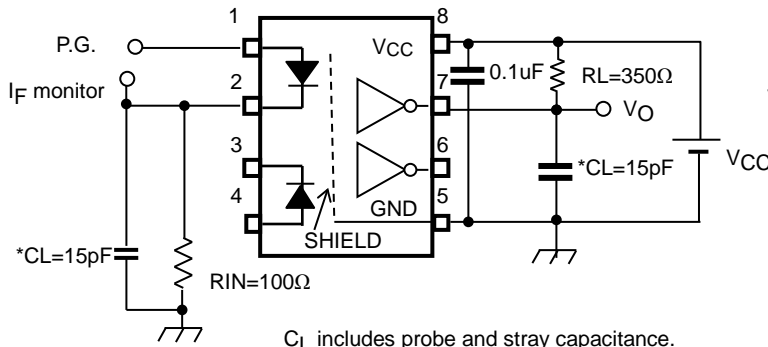 1
8
P.G.
VCC
IF monitor
2
7
0.1uF
RL=350Ω
VO
3
6
VCC
*CL=15pF
4
5
GND
SHIELD
*CL=15pF
RIN=100Ω
CL includes probe and stray capacitance.